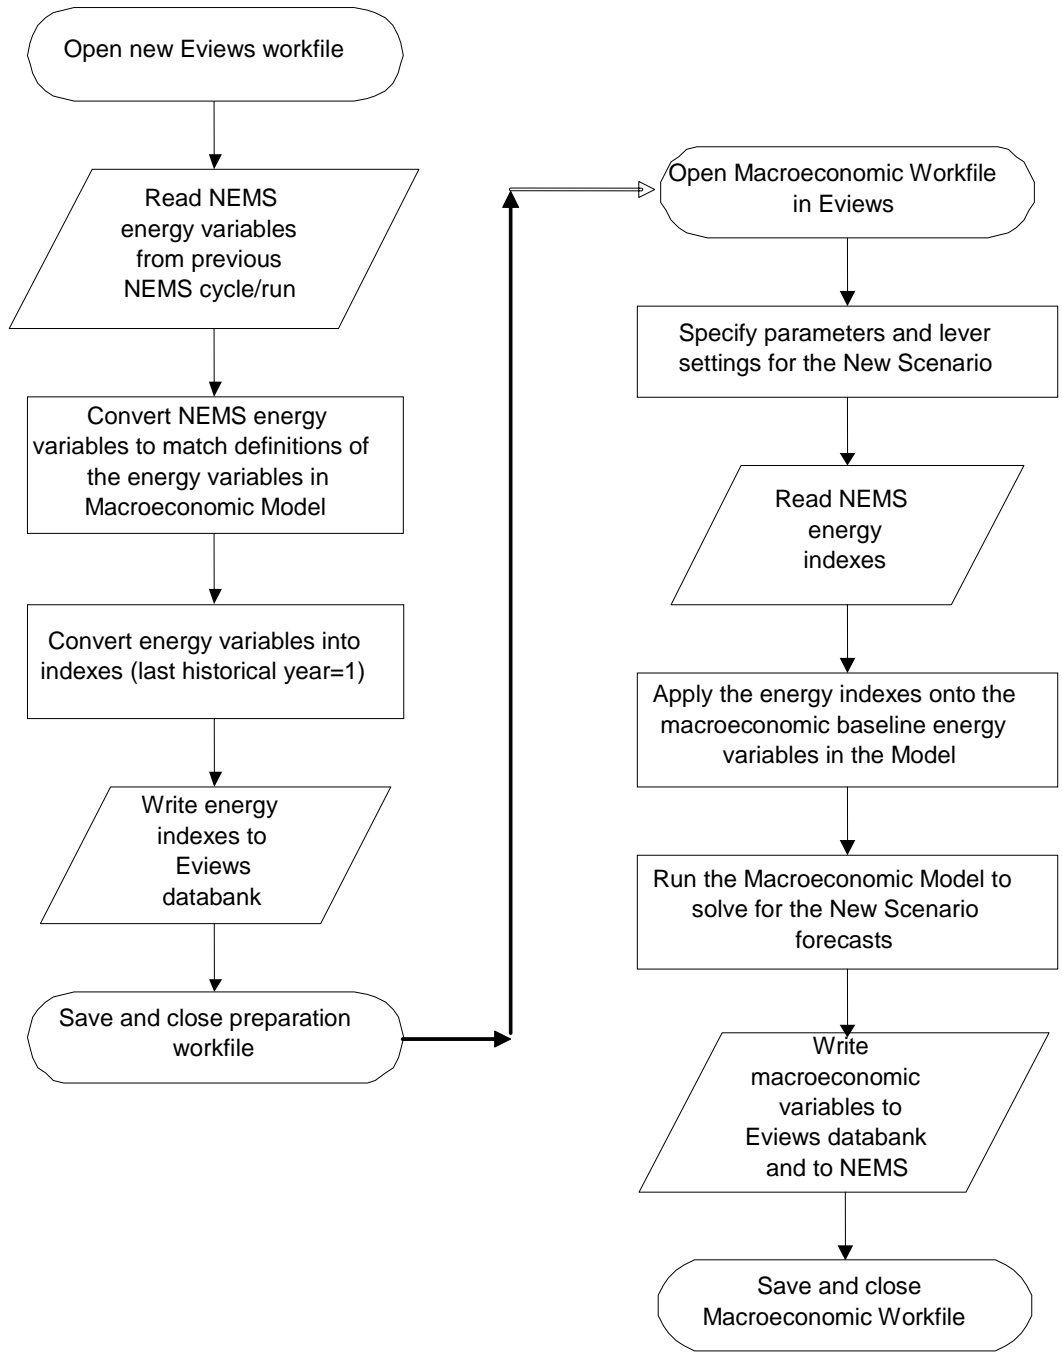 Open new Eviews workfile
Read NEMS
energy variables
from previous
NEMS cycle/run
Convert NEMS energy
variables to match definitions of
the energy variables in
Macroeconomic Model
Convert energy variables into
indexes (last historical year=1)
Write energy
indexes to
Eviews
databank
Save and close preparation
workfile
Open Macroeconomic Workfile
in Eviews
Specify parameters and lever
settings for the New Scenario
Read NEMS
energy
indexes
Apply the energy indexes onto the
macroeconomic baseline energy
variables in the Model
Run the Macroeconomic Model to
solve for the New Scenario
forecasts
Write
macroeconomic
variables to
Eviews databank
and to NEMS
Save and close
Macroeconomic Workfile